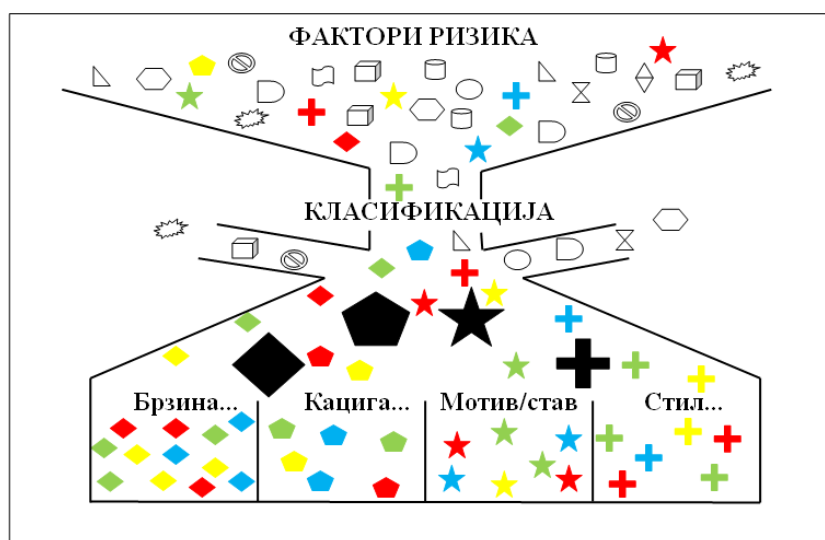 ФАКТОРИ РИЗИКА
КЛАСИФИКАЦИЈА
Брзина...
Кацига...
Мотив/став
Стил...